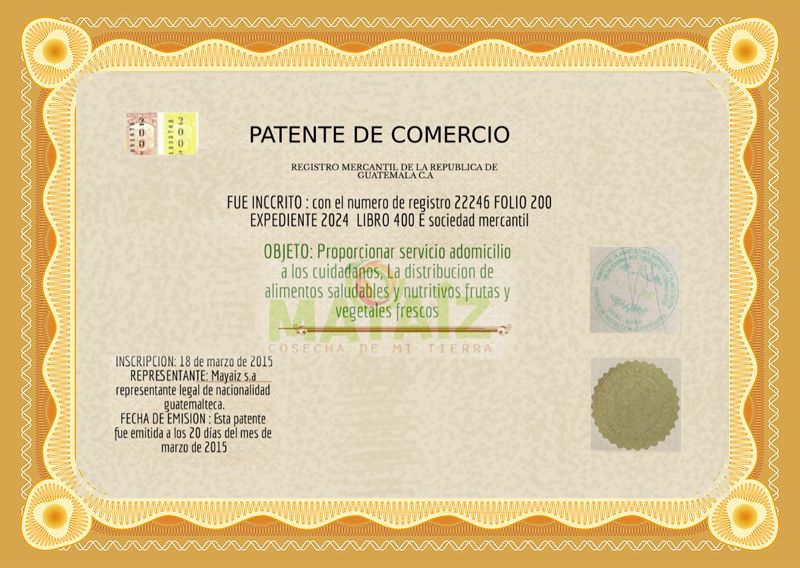 PATENTE DE COMERCIO
REGISTRO MERCANTIL DE LA REPUBLICA DE
GUATEMALA C.A
FUE INCCRITO : con el numero de registro 22246 FOLIO 200
EXPEDIENTE 2024 LIBRO 400 E sociedad mercantil
OBJETO: Proporcionar servicio adomicilio
a los cuidadanos, La distribucion de
alimentos saludables y nutritivos frutas y
vegetales frescos
MAYAIZ
COSECHA DE MI TIERRA
INSCRIPCION: 18 de marzo de 2015
REPRESENTANTE: Mayaiz s.a
representante legal de nacionalidad
guatemalteca.
FECHA DE EMISION : Esta patente
fue emitida a los 20 días del mes de
marzo de 2015